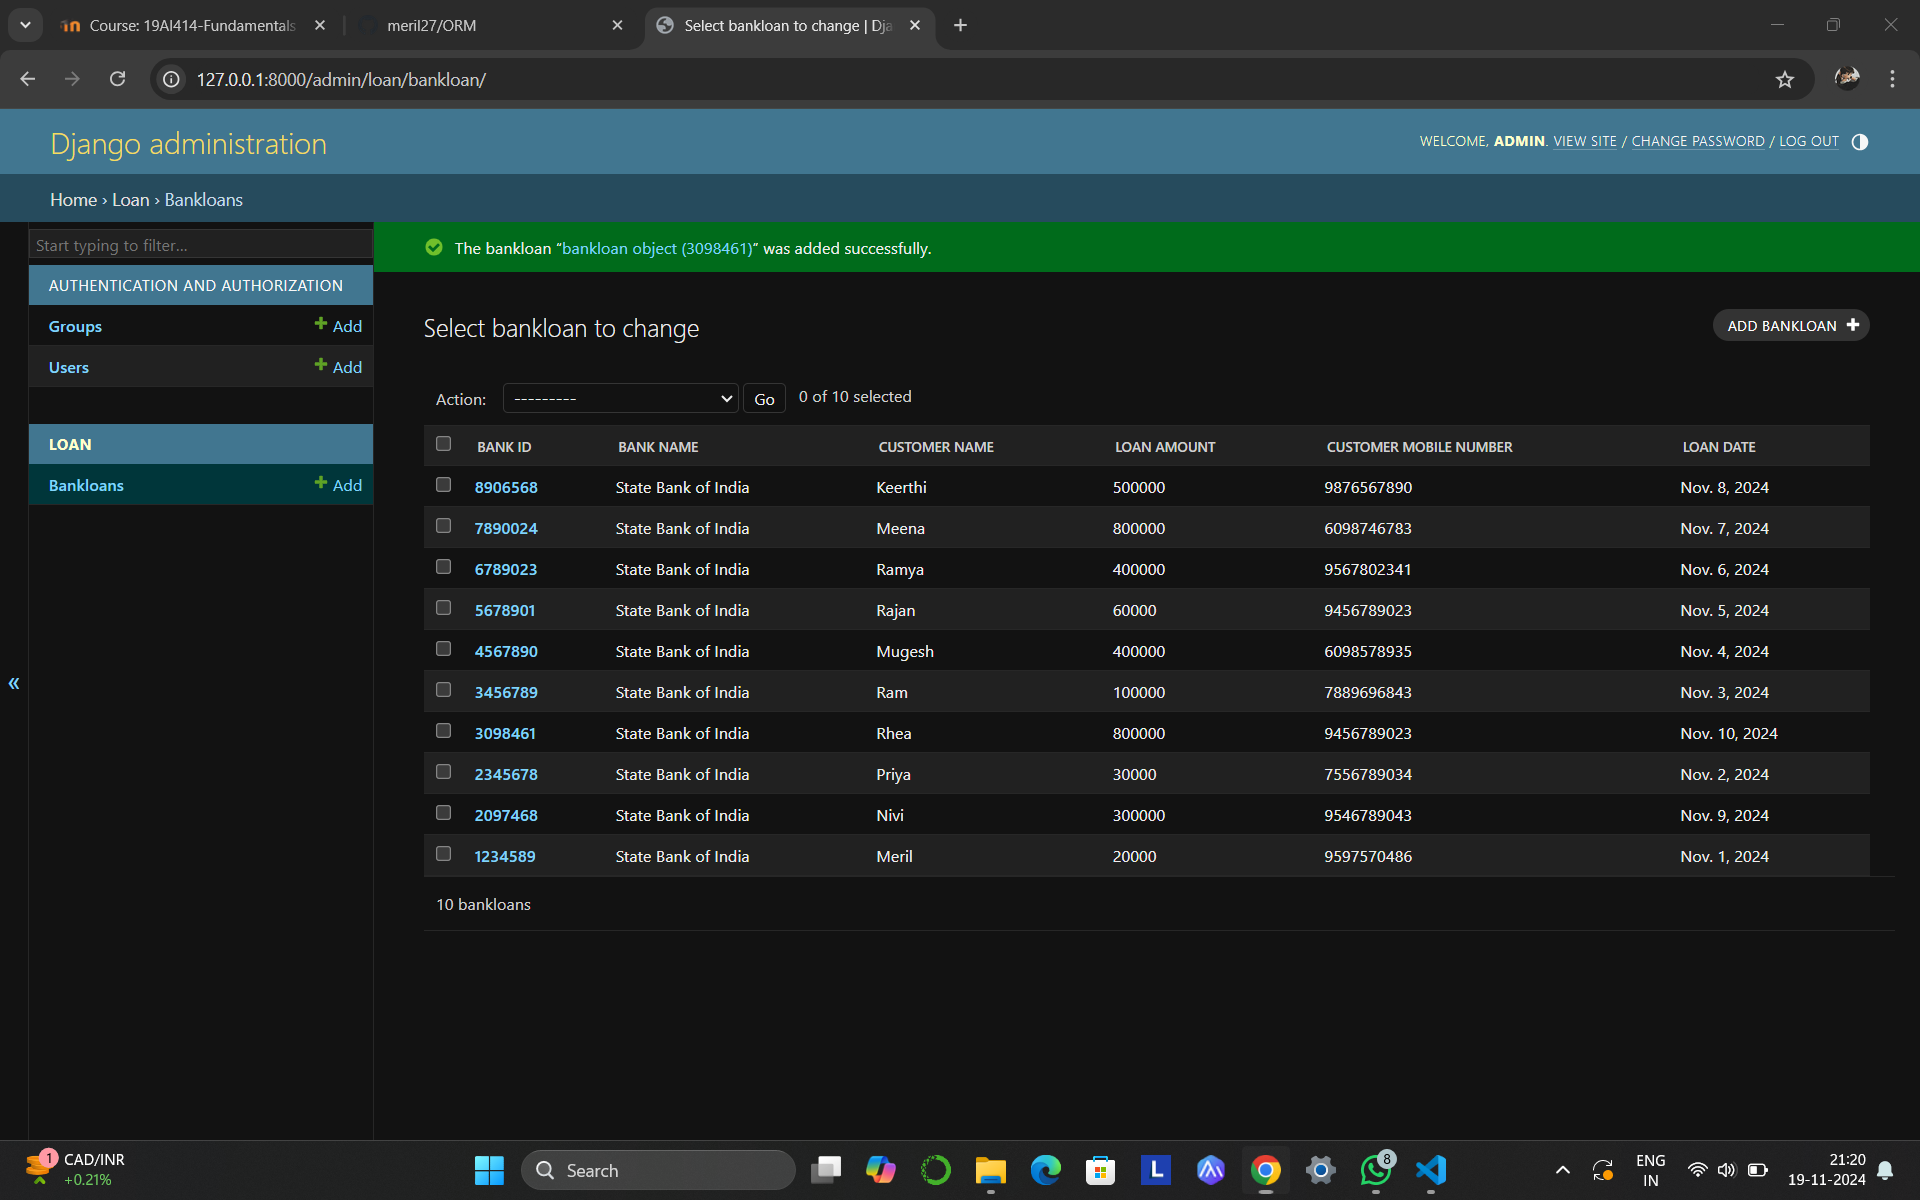 Course: 19AI414-Fundamentals
meril27/ORM
Select bankloan to change | Dja
127.0.0.1:8000/admin/loan/bankloan/
Django administration
WELCOME, ADMIN. VIEW SITE / CHANGE PASSWORD / LOG OUT
Home › Loan › Bankloans
Start typing to filter...
The bankloan “bankloan object (3098461)” was added successfully.
AUTHENTICATION AND AUTHORIZATION
Groups Add
Users Add
LOAN
Bankloans Add
Select bankloan to change
ADD BANKLOAN
Action: --------- Go 0 of 10 selected
BANK ID BANK NAME CUSTOMER NAME LOAN AMOUNT CUSTOMER MOBILE NUMBER LOAN DATE
8906568 State Bank of India Keerthi 500000 9876567890 Nov. 8, 2024
7890024 State Bank of India Meena 800000 6098746783 Nov. 7, 2024
6789023 State Bank of India Ramya 400000 9567802341 Nov. 6, 2024
5678901 State Bank of India Rajan 60000 9456789023 Nov. 5, 2024
4567890 State Bank of India Mugesh 400000 6098578935 Nov. 4, 2024
3456789 State Bank of India Ram 100000 7889696843 Nov. 3, 2024
3098461 State Bank of India Rhea 800000 9456789023 Nov. 10, 2024
2345678 State Bank of India Priya 30000 7556789034 Nov. 2, 2024
2097468 State Bank of India Nivi 300000 9546789043 Nov. 9, 2024
1234589 State Bank of India Meril 20000 9597570486 Nov. 1, 2024
10 bankloans
1
CAD/INR
+0.21%
Search
L
8
ENG
IN
21:20
19-11-2024